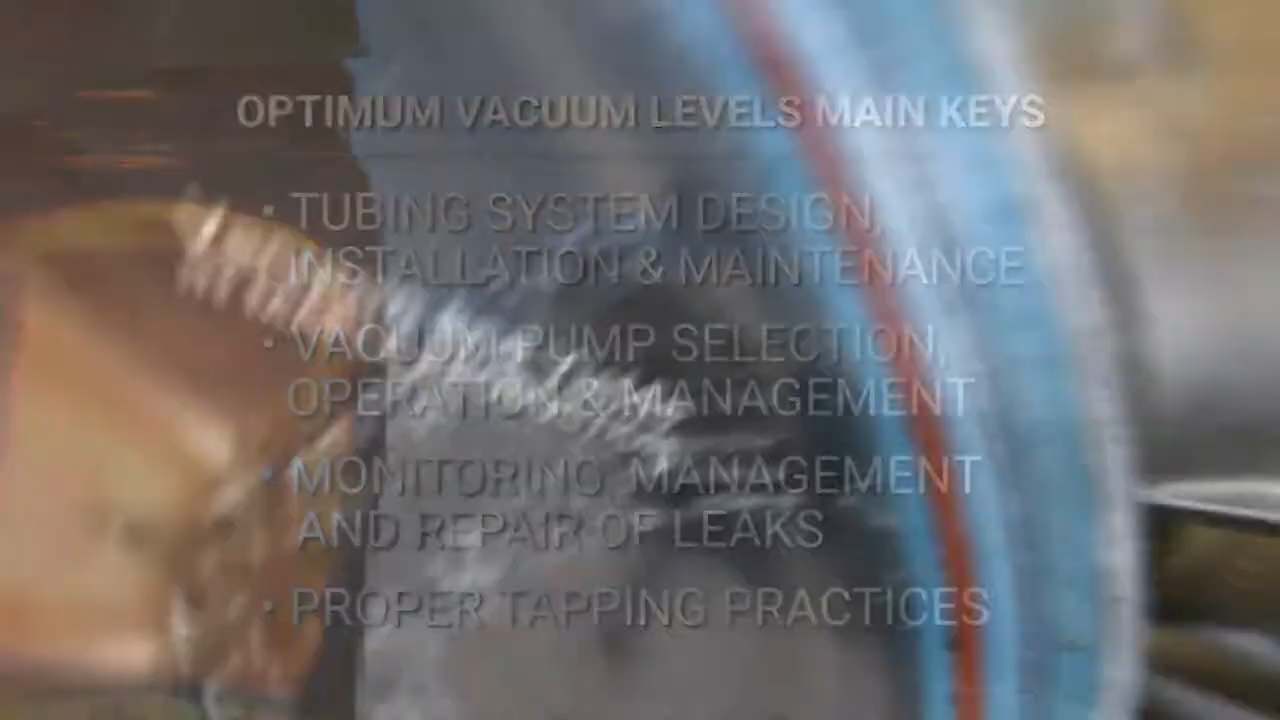 OPTIMUM VACUUM LEVELS MAIN KEYS
• TUBING SYSTEM DESIGN,
INSTALLATION & MAINTENANCE
• VACUUM PUMP SELECTION,
OPERATION & MANAGEMENT
• MONITORING, MANAGEMENT
AND REPAIR OF LEAKS
• PROPER TAPPING PRACTICES